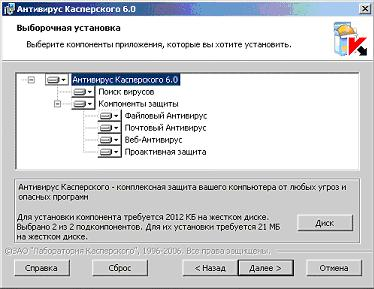 Антивирус Касперского 6.0
Выборочная установка
Выберите компоненты приложения, которые вы хотите установить.
Антивирус Касперского 6.0
Поиск вирусов
Компоненты защиты
Файловый Антивирус
Почтовый Антивирус
Веб-Антивирус
Проактивная защита
Антивирус Касперского - комплексная защита вашего компьютера от любых угроз и
опасных программ
Для установки компонента требуется 2012 КБ на жестком диске.
Выбрано 2 из 2 подкомпонентов. Для их установки требуется 21 МБ
на жестком диске.
Диск
©ЗАО "Лаборатория Касперского", 1996-2006. Все права защищены.
Справка
Сброс
< Назад
Далее >
Отмена